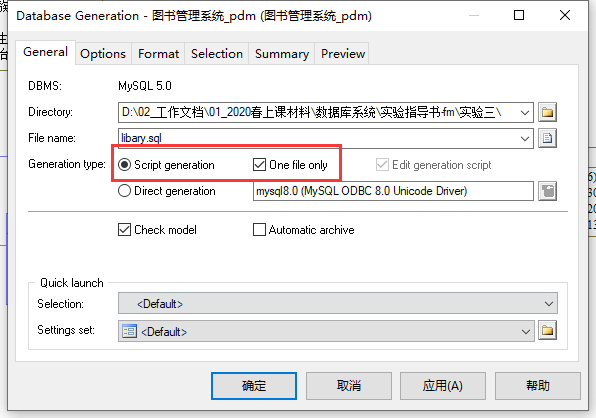 Database Generation - 图书管理系统_pdm (图书管理系统_pdm)
General Options Format Selection Summary Preview
DBMS: MySQL 5.0
Directory: D:\02_工作文档\01_2020春上课材料\数据库系统\实验指导书-fm\实验三\
File name: libary.sql
Generation type: Script generation One file only Edit generation script
Direct generation mysql8.0 (MySQL ODBC 8.0 Unicode Driver)
Check model Automatic archive
Quick launch
Selection: <Default>
Settings set: <Default>
确定 取消 应用(A) 帮助